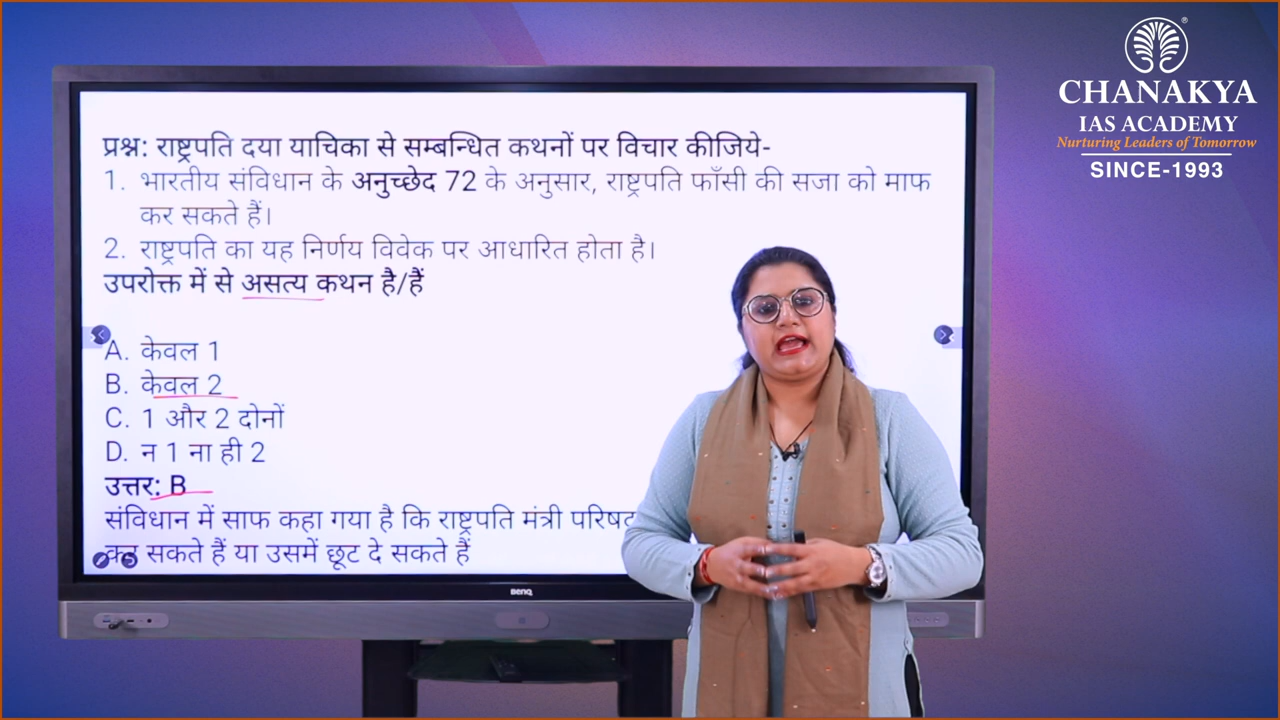 प्रश्न: राष्ट्रपति दया याचिका से सम्बन्धित कथनों पर विचार कीजिये-
1. भारतीय संविधान के अनुच्छेद 72 के अनुसार, राष्ट्रपति फाँसी की सजा को माफ
कर सकते हैं।
2. राष्ट्रपति का यह निर्णय विवेक पर आधारित होता है।
उपरोक्त में से असत्य कथन है/हैं
A. केवल 1
B. केवल 2
C. 1 और 2 दोनों
D. न 1 ना ही 2
उत्तर: B
संविधान में साफ कहा गया है कि राष्ट्रपति मंत्री
सकते हैं या उसमें छूट दे सकते हैं
BenQ
CHANAKYA
IAS ACADEMY
Nurturing Leaders of Tomorrow
SINCE-1993